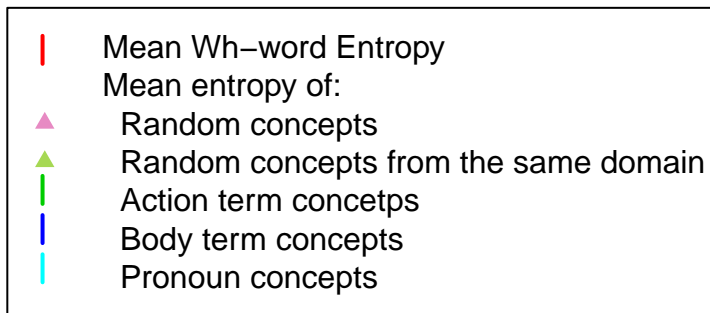 Mean Wh−word Entropy
Mean entropy of:
Random concepts
Random concepts from the same domain
Action term concetps
Body term concepts
Pronoun concepts